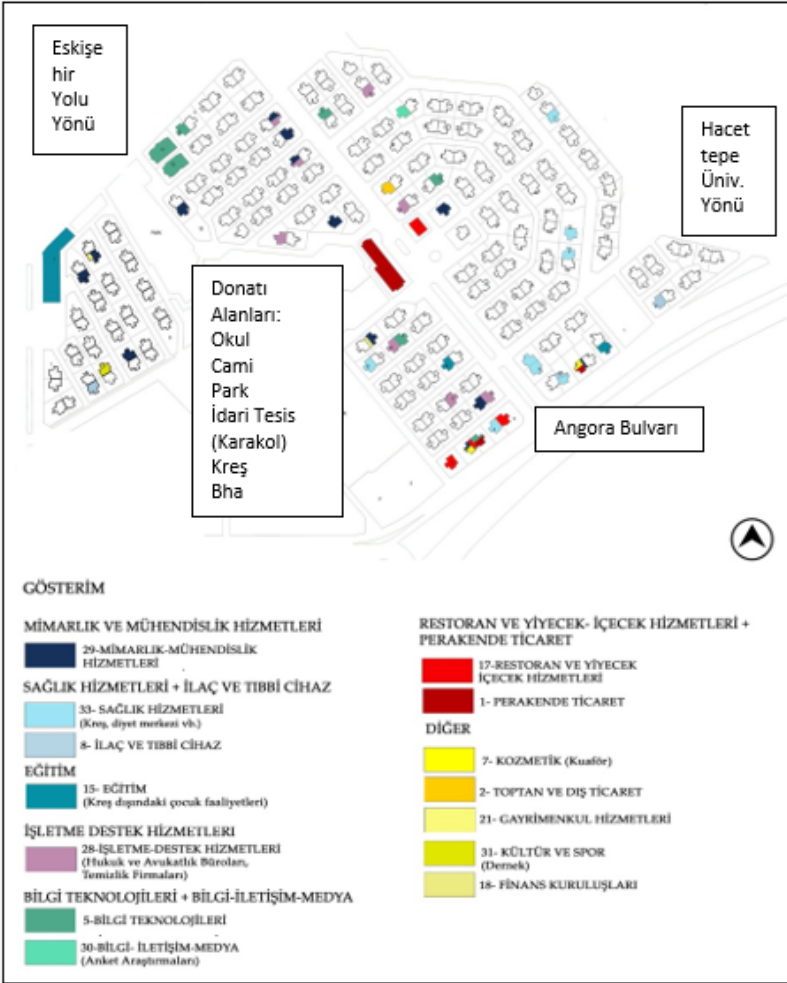 Eskişe
hir
Yolu
Yönü
Hacet
tepe
Üniv.
Yönü
Donatı
Alanları:
Okul
Cami
Park
İdari Tesis
(Karakol)
Kreş
Bha
Angora Bulvarı
GÖSTERİM
MİMARLIK VE MÜHENDİSLİK HİZMETLERİ
29-MİMARLIK-MÜHENDİSLİK
HİZMETLERİ
SAĞLIK HİZMETLERİ + İLAÇ VE TIBBİ CİHAZ
33- SAĞLIK HİZMETLERİ
(Kreş, diyet merkezi vb.)
8- İLAÇ VE TIBBİ CİHAZ
EĞİTİM
15- EĞİTİM
(Kreş dışındaki çocuk faaliyetleri)
İŞLETME DESTEK HİZMETLERI
28-İŞLETME-DESTEK HİZMETLERİ
(Hukuk ve Avukatlık Büroları,
Temizlik Firmaları)
BİLGİ TEKNOLOJİLERİ + BİLGİ-İLETİŞİM-MEDYA
5-BİLGİ TEKNOLOJİLERİ
30-BİLGİ- İLETİŞİM-MEDYA
(Anket Araştırmaları)
RESTORAN VE YİYECEK- İÇECEK HİZMETLERİ +
PERAKENDE TİCARET
17-RESTORAN VE YİYECEK
İÇECEK HİZMETLERİ
1- PERAKENDE TİCARET
DİĞER
7- KOZMETİK (Kuaför)
2- TOPTAN VE DIŞ TİCARET
21- GAYRİMENKUL HİZMETLERİ
31- KÜLTÜR VE SPOR
(Dernek)
18- FİNANS KURULUŞLARI